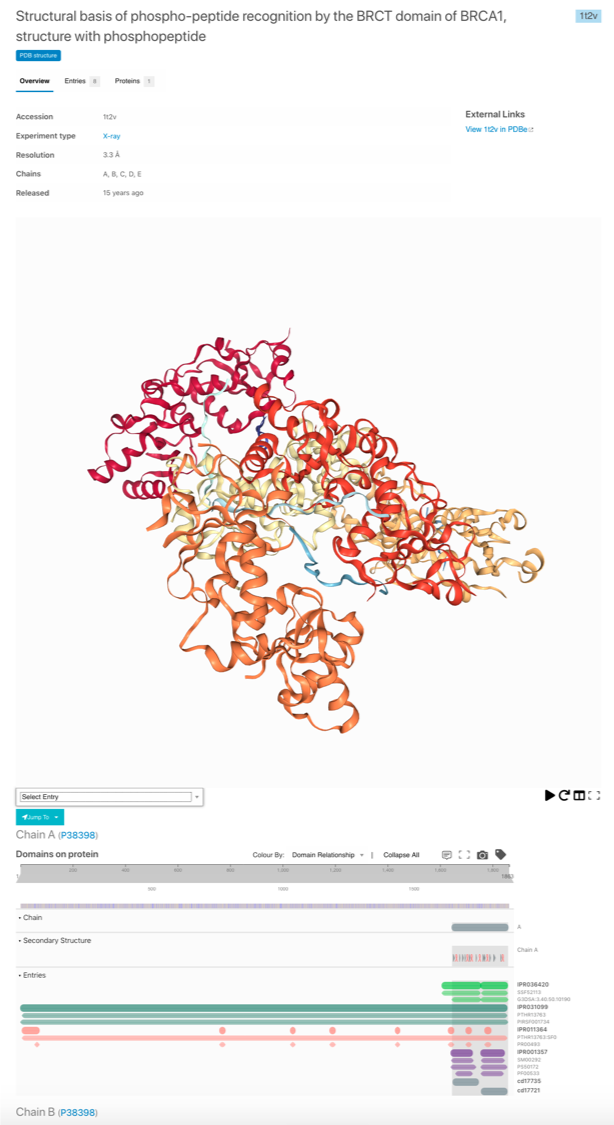 Structural basis of phospho-peptide recognition by the BRCT domain of BRCA1,
structure with phosphopeptide
1t2v
PDB structure
Overview Entries 8 Proteins 1
Accession 1t2v
Experiment type X-ray
Resolution 3.3 Å
Chains A, B, C, D, E
Released 15 years ago
External Links
View 1t2v in PDBe
Select Entry
Jump To
Chain A (P38398)
Domains on protein
Colour By: Domain Relationship | Collapse All
1 200 400 600 800 1,000 1,200 1,400 1,600 1,800
500 1000 1500
Chain
A
Secondary Structure
Chain A
Entries
IPR036420
SSF52113
G3DSA:3.40.50.10190
IPR031099
PTHR13763
PIRSF001734
IPR011364
PTHR13763:SF0
PR00493
IPR001357
SM00292
PS50172
PF00533
cd17735
cd17721
Chain B (P38398)